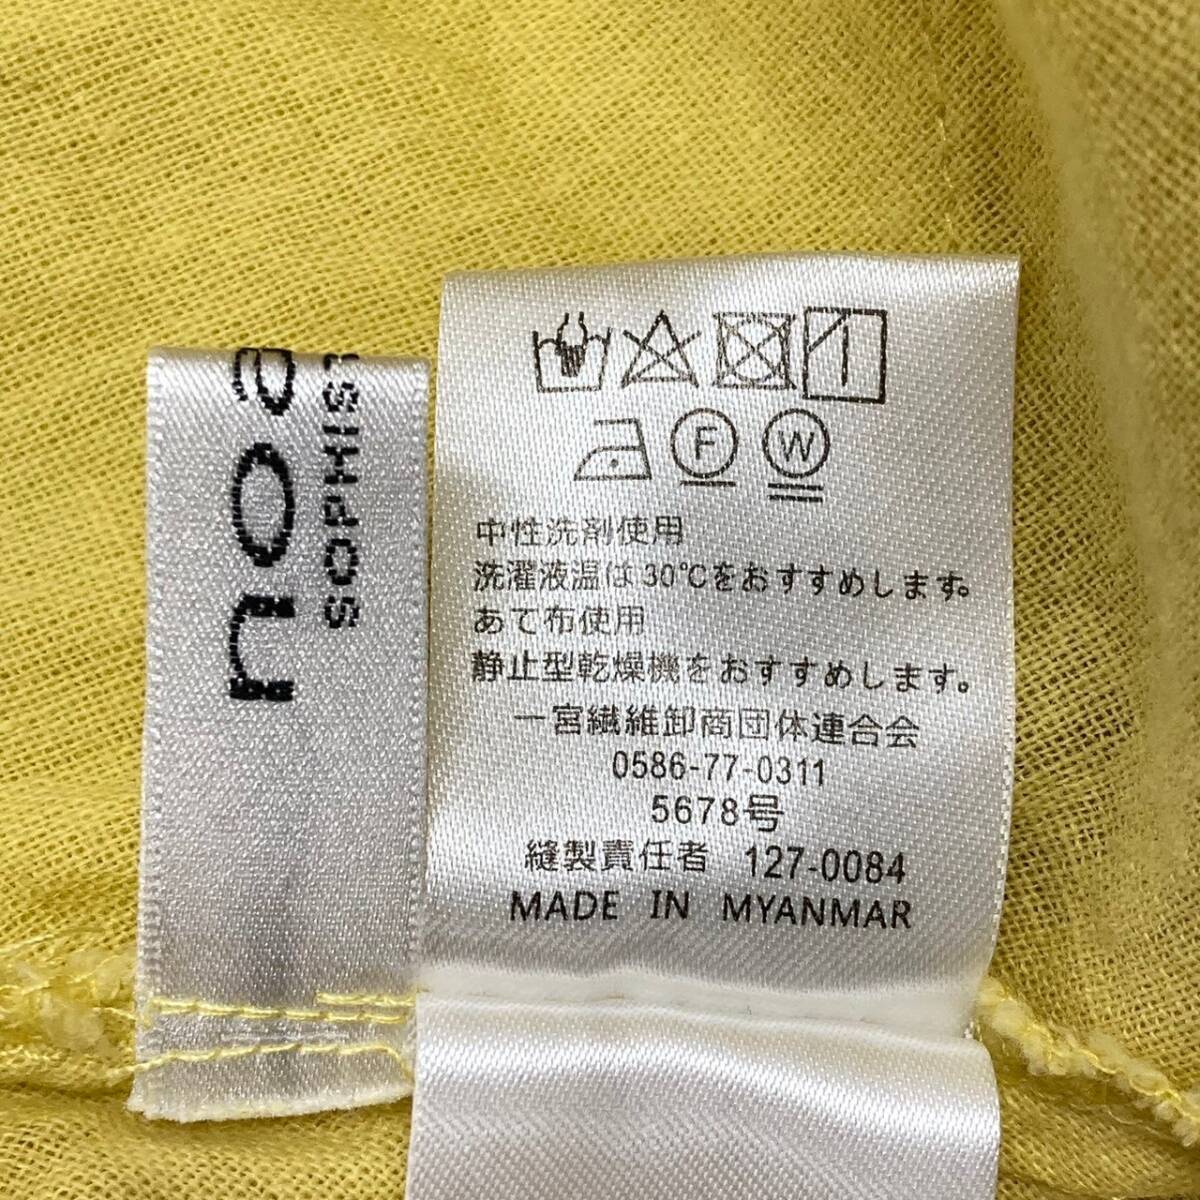 noa
SOPHIST
F
W
中性洗剤使用
洗濯液温は30℃をおすすめします。
あて布使用
静止型乾燥機をおすすめします。
一宮繊維卸商団体連合会
0586-77-0311
5678号
縫製責任者 127-0084
MADE IN MYANMAR